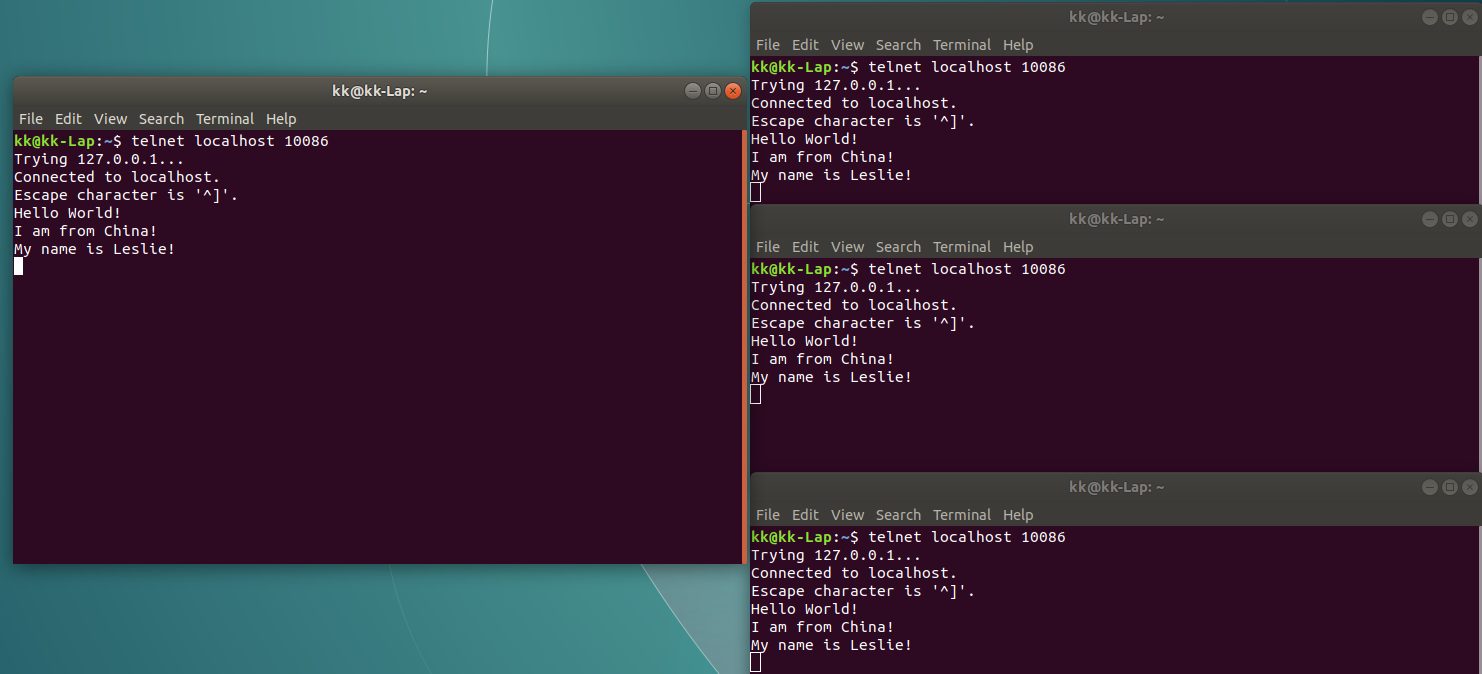 kk@kk-Lap: ~
File Edit View Search Terminal Help
kk@kk-Lap:~$ telnet localhost 10086
Trying 127.0.0.1...
Connected to localhost.
Escape character is '^]'.
Hello World!
I am from China!
My name is Leslie!
kk@kk-Lap: ~
File Edit View Search Terminal Help
kk@kk-Lap:~$ telnet localhost 10086
Trying 127.0.0.1...
Connected to localhost.
Escape character is '^]'.
Hello World!
I am from China!
My name is Leslie!
kk@kk-Lap: ~
File Edit View Search Terminal Help
kk@kk-Lap:~$ telnet localhost 10086
Trying 127.0.0.1...
Connected to localhost.
Escape character is '^]'.
Hello World!
I am from China!
My name is Leslie!
kk@kk-Lap: ~
File Edit View Search Terminal Help
kk@kk-Lap:~$ telnet localhost 10086
Trying 127.0.0.1...
Connected to localhost.
Escape character is '^]'.
Hello World!
I am from China!
My name is Leslie!